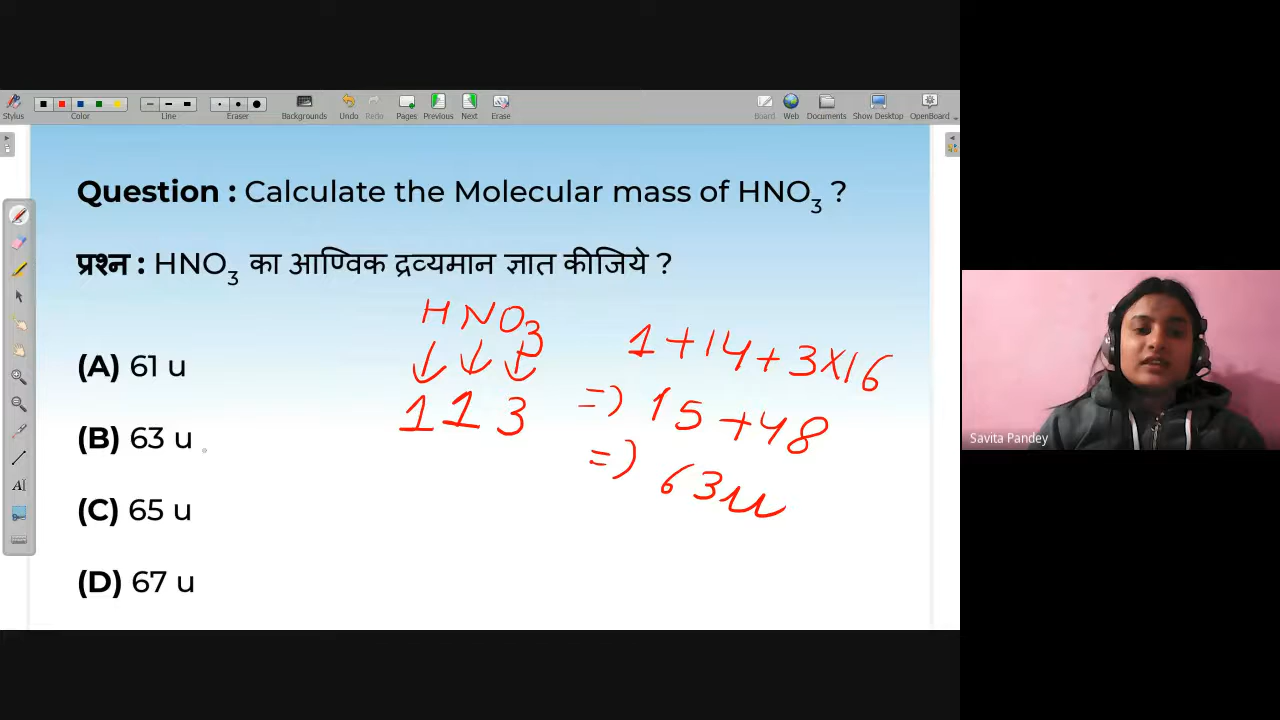 Stylus
Color
Line
Eraser
Backgrounds
Undo
Redo
Pages
Previous
Next
Erase
Board
Web
Documents
Show Desktop
OpenBoard
Question : Calculate the Molecular mass of HNO₃ ?
प्रश्न : HNO₃ का आण्विक द्रव्यमान ज्ञात कीजिये ?
(A) 61 u
(B) 63 u
(C) 65 u
(D) 67 u
HNO₃
1 1 3
1+14+3×16
=) 15+48
=) 63u
Savita Pandey